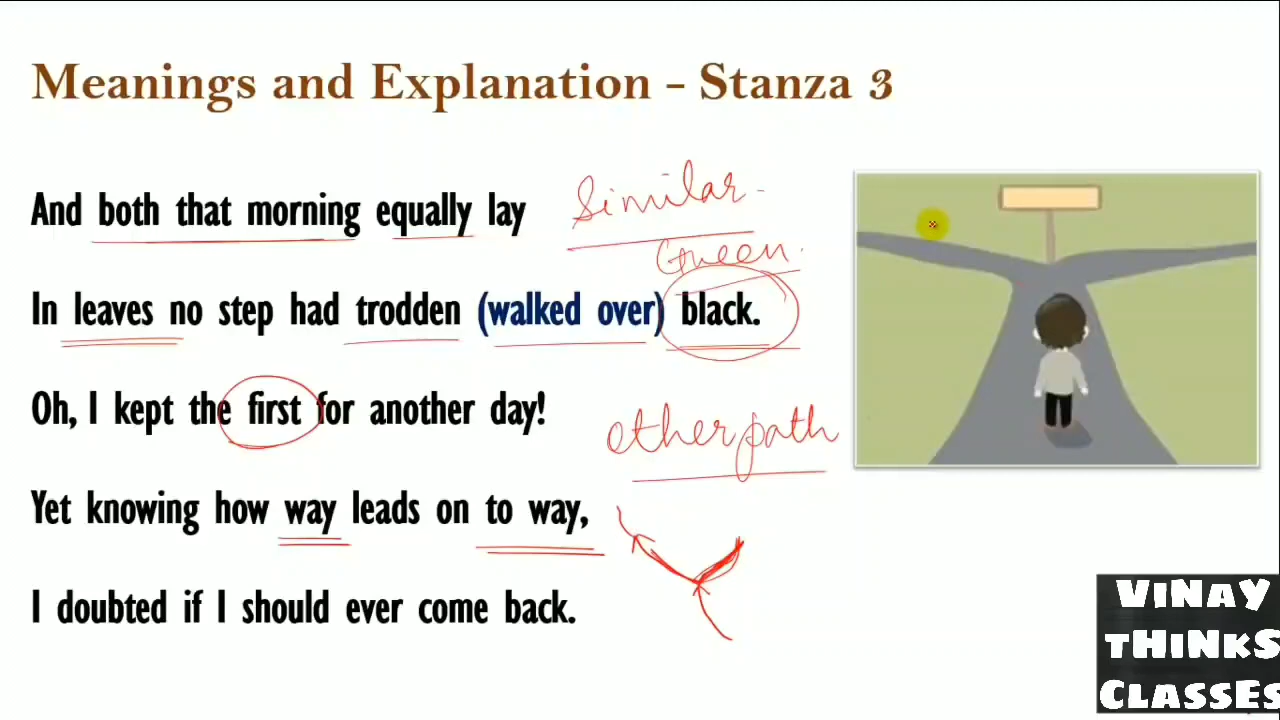 Meanings and Explanation - Stanza 3
And both that morning equally lay
Similar
Green.
In leaves no step had trodden (walked over) black.
Oh, I kept the first for another day!
other path
Yet knowing how way leads on to way,
I doubted if I should ever come back.
ViNAY
THiNKS
CLASSES